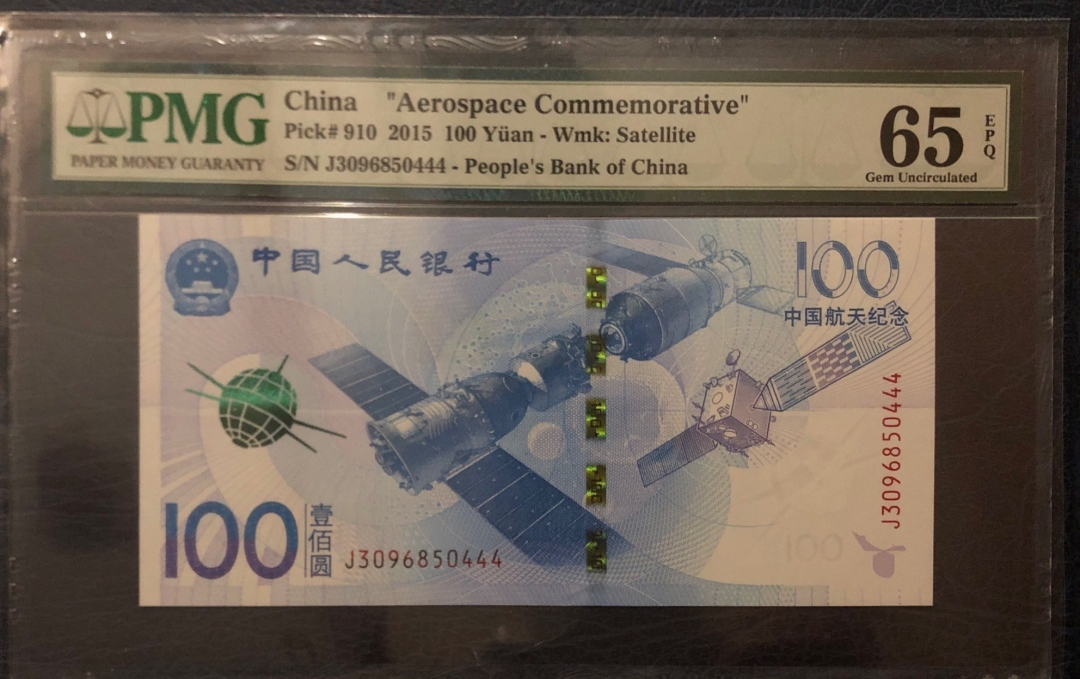 PMG
PAPER MONEY GUARANTY
China "Aerospace Commemorative"
Pick# 910 2015 100 Yüan - Wmk: Satellite
S/N J3096850444 - People's Bank of China
65
EPQ
Gem Uncirculated
中国人民银行
100
中国航天纪念
J3096850444
100
壹佰圆
J3096850444
100